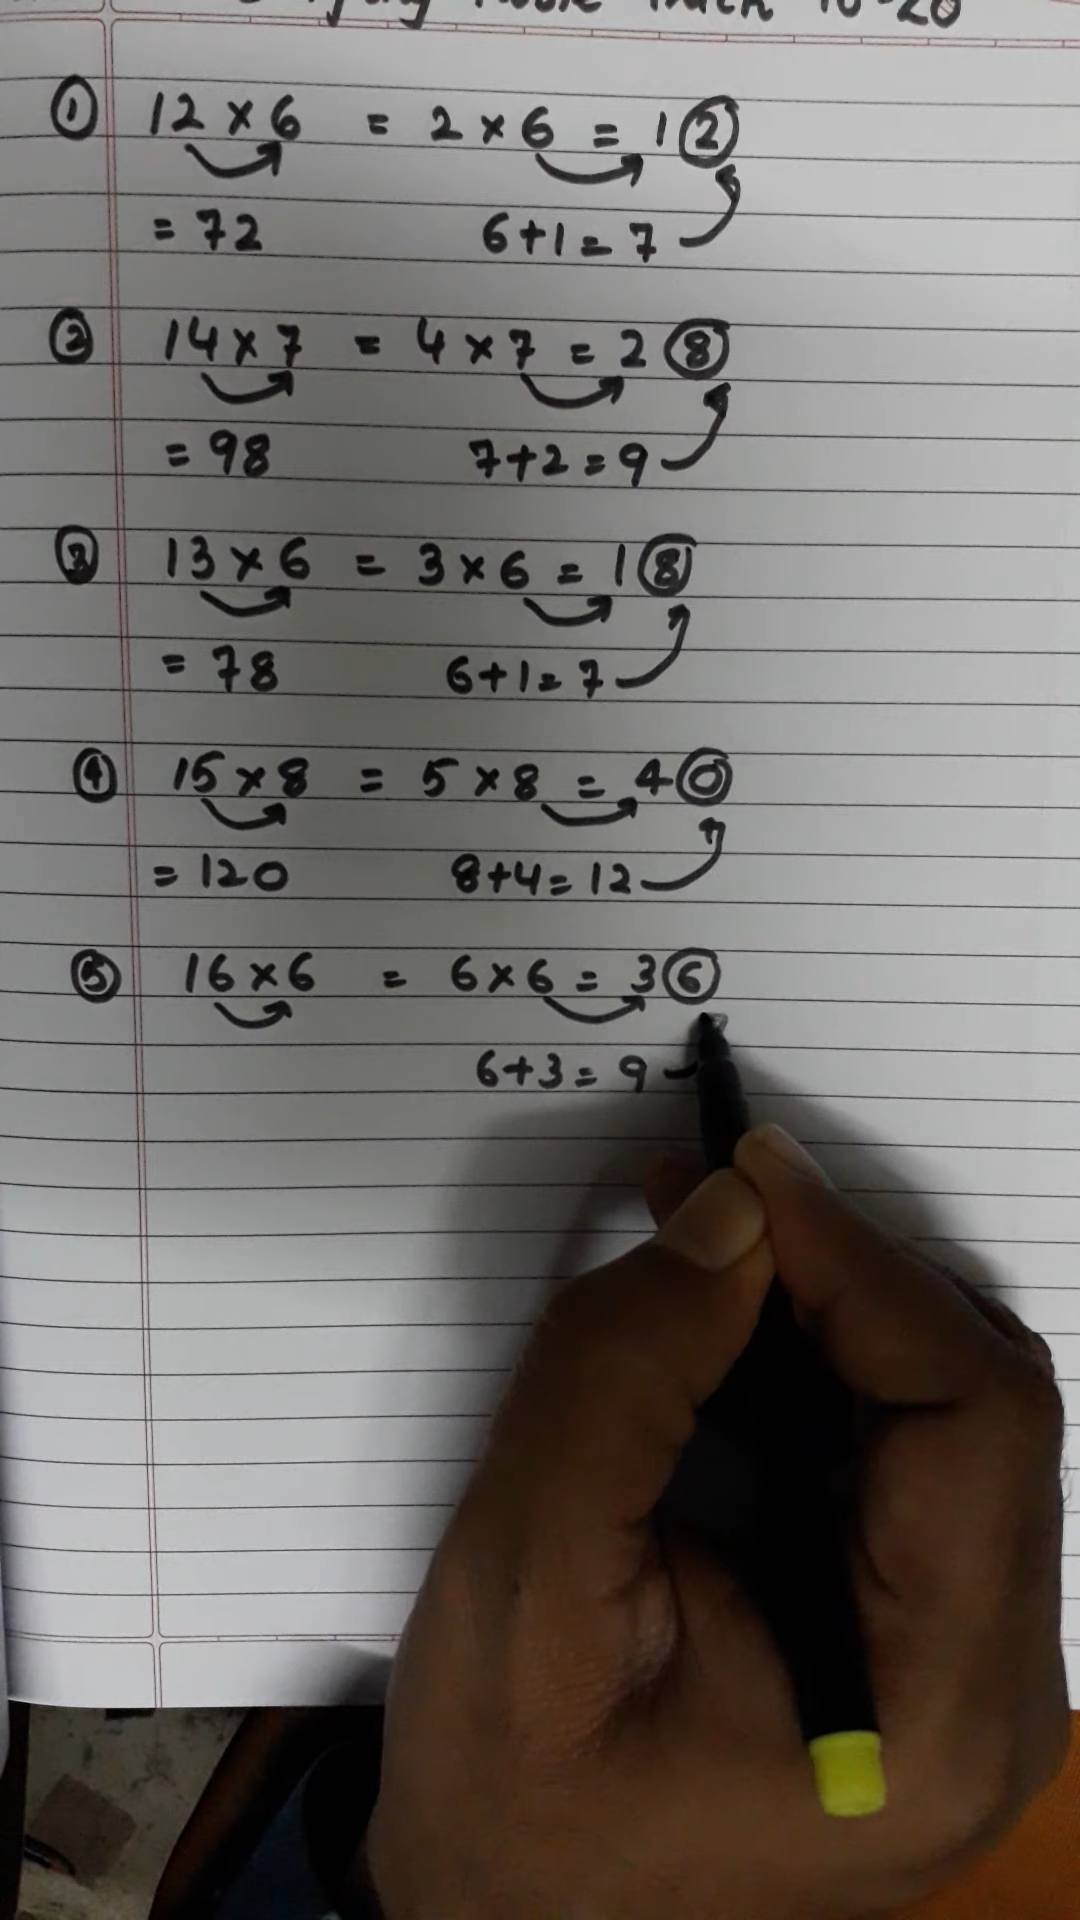 10-20
① 12 × 6 = 2 × 6 = 1②
= 72 6+1=7
② 14 × 7 = 4 × 7 = 2⑧
= 98 7+2=9
③ 13 × 6 = 3 × 6 = 1⑧
= 78 6+1=7
④ 15 × 8 = 5 × 8 = 4⓪
= 120 8+4=12
⑤ 16 × 6 = 6 × 6 = 3⑥
6+3=9